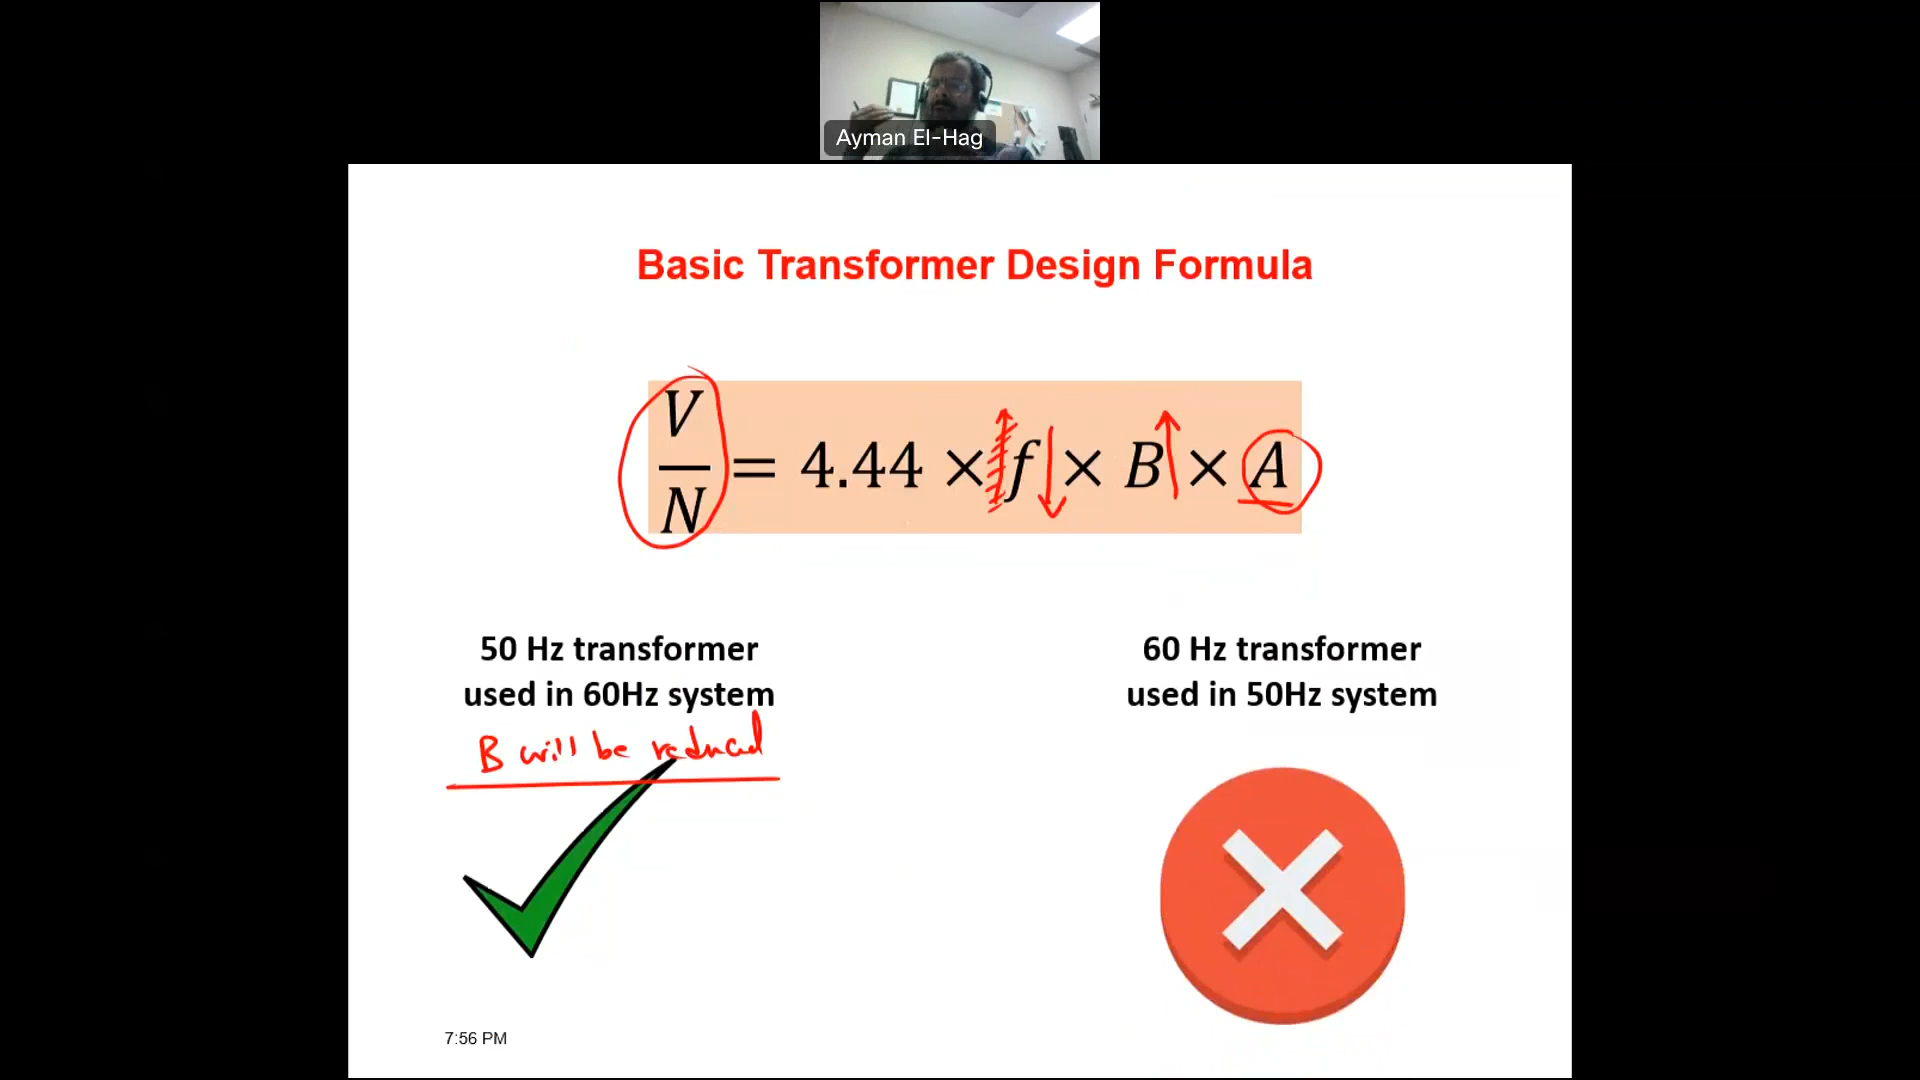 Ayman El-Hag
Basic Transformer Design Formula
V/N = 4.44 × f × B × A
50 Hz transformer
used in 60Hz system
B will be reduced
60 Hz transformer
used in 50Hz system
7:56 PM